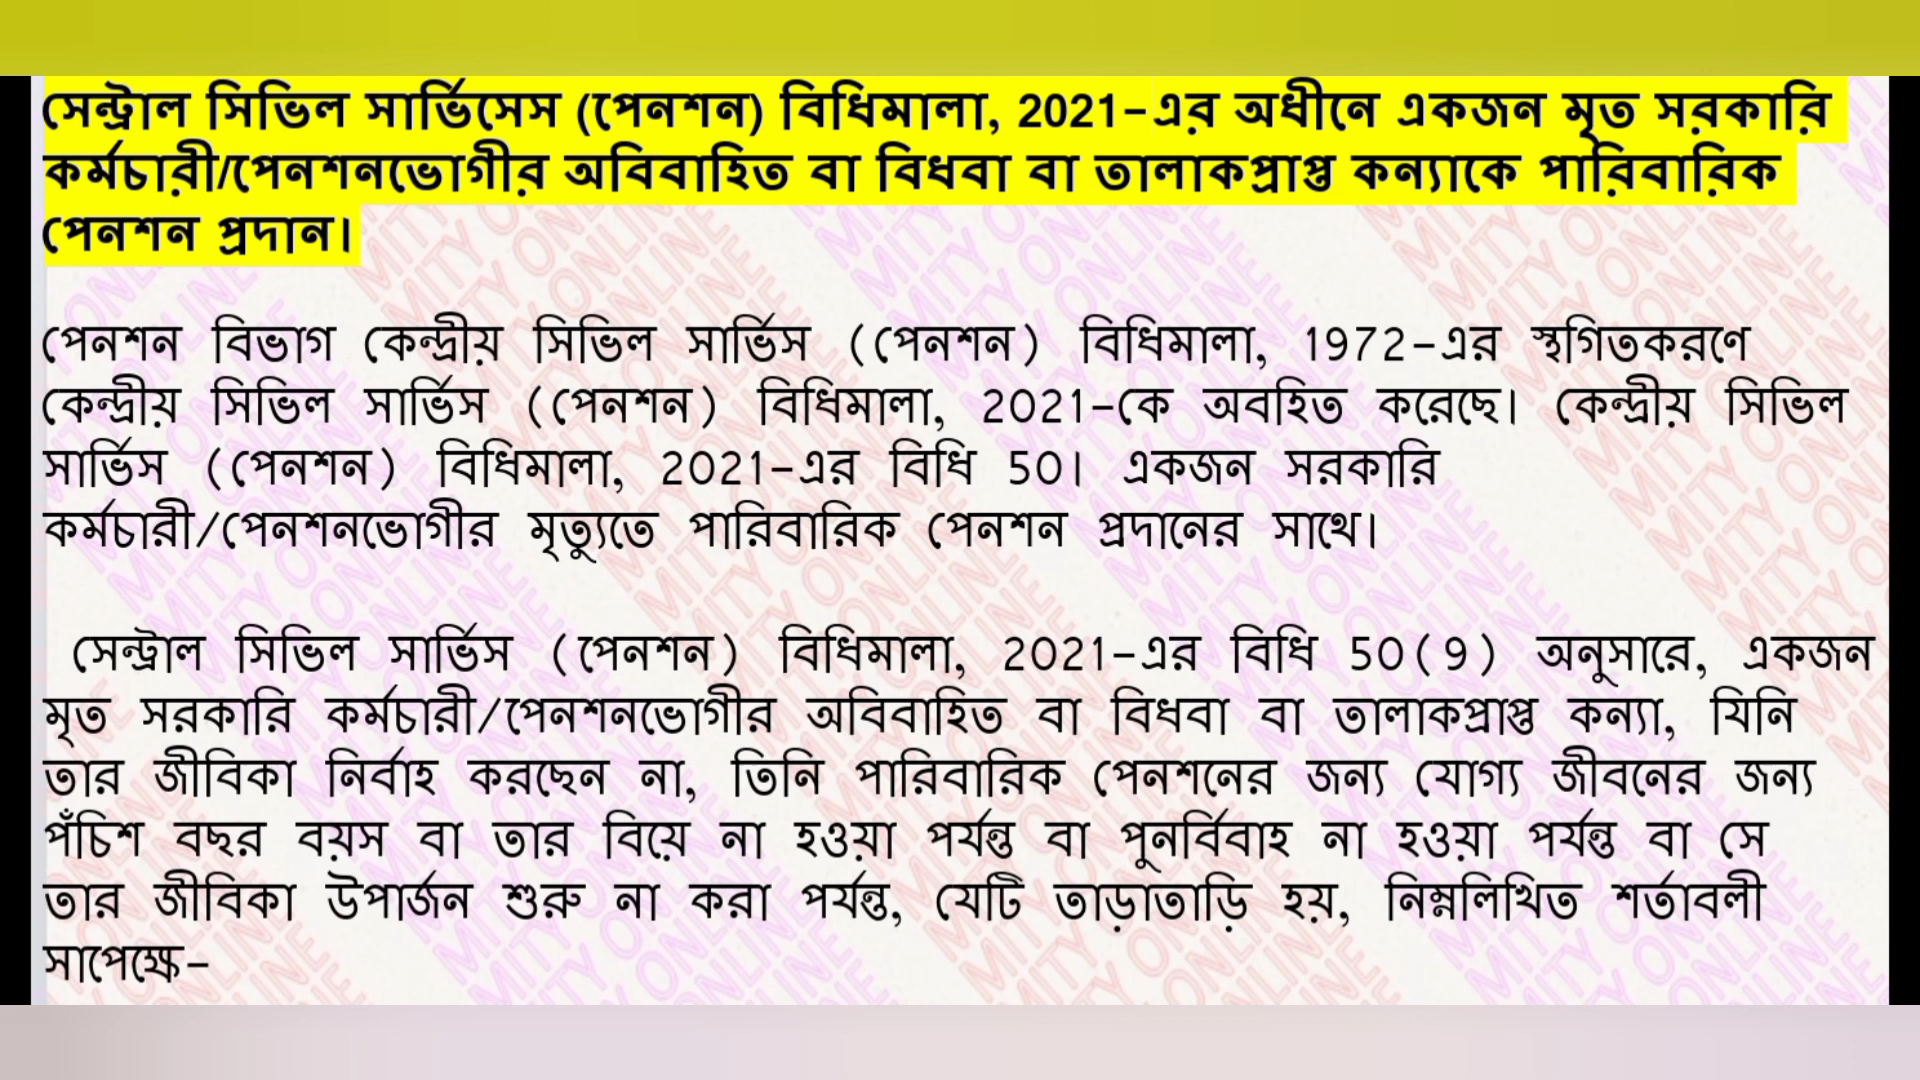 সেন্ট্রাল সিভিল সার্ভিসেস (পেনশন) বিধিমালা, 2021-এর অধীনে একজন মৃত সরকারি
কর্মচারী/পেনশনভোগীর অবিবাহিত বা বিধবা বা তালাকপ্রাপ্ত কন্যাকে পারিবারিক
পেনশন প্রদান।
পেনশন বিভাগ কেন্দ্রীয় সিভিল সার্ভিস (পেনশন) বিধিমালা, 1972-এর স্থগিতকরণে
কেন্দ্রীয় সিভিল সার্ভিস (পেনশন) বিধিমালা, 2021-কে অবহিত করেছে। কেন্দ্রীয় সিভিল
সার্ভিস (পেনশন) বিধিমালা, 2021-এর বিধি 50। একজন সরকারি
কর্মচারী/পেনশনভোগীর মৃত্যুতে পারিবারিক পেনশন প্রদানের সাথে।
সেন্ট্রাল সিভিল সার্ভিস (পেনশন) বিধিমালা, 2021-এর বিধি 50(9) অনুসারে, একজন
মৃত সরকারি কর্মচারী/পেনশনভোগীর অবিবাহিত বা বিধবা বা তালাকপ্রাপ্ত কন্যা, যিনি
তার জীবিকা নির্বাহ করছেন না, তিনি পারিবারিক পেনশনের জন্য যোগ্য জীবনের জন্য
পঁচিশ বছর বয়স বা তার বিয়ে না হওয়া পর্যন্ত বা পুনর্বিবাহ না হওয়া পর্যন্ত বা সে
তার জীবিকা উপার্জন শুরু না করা পর্যন্ত, যেটি তাড়াতাড়ি হয়, নিম্নলিখিত শর্তাবলী
সাপেক্ষে-